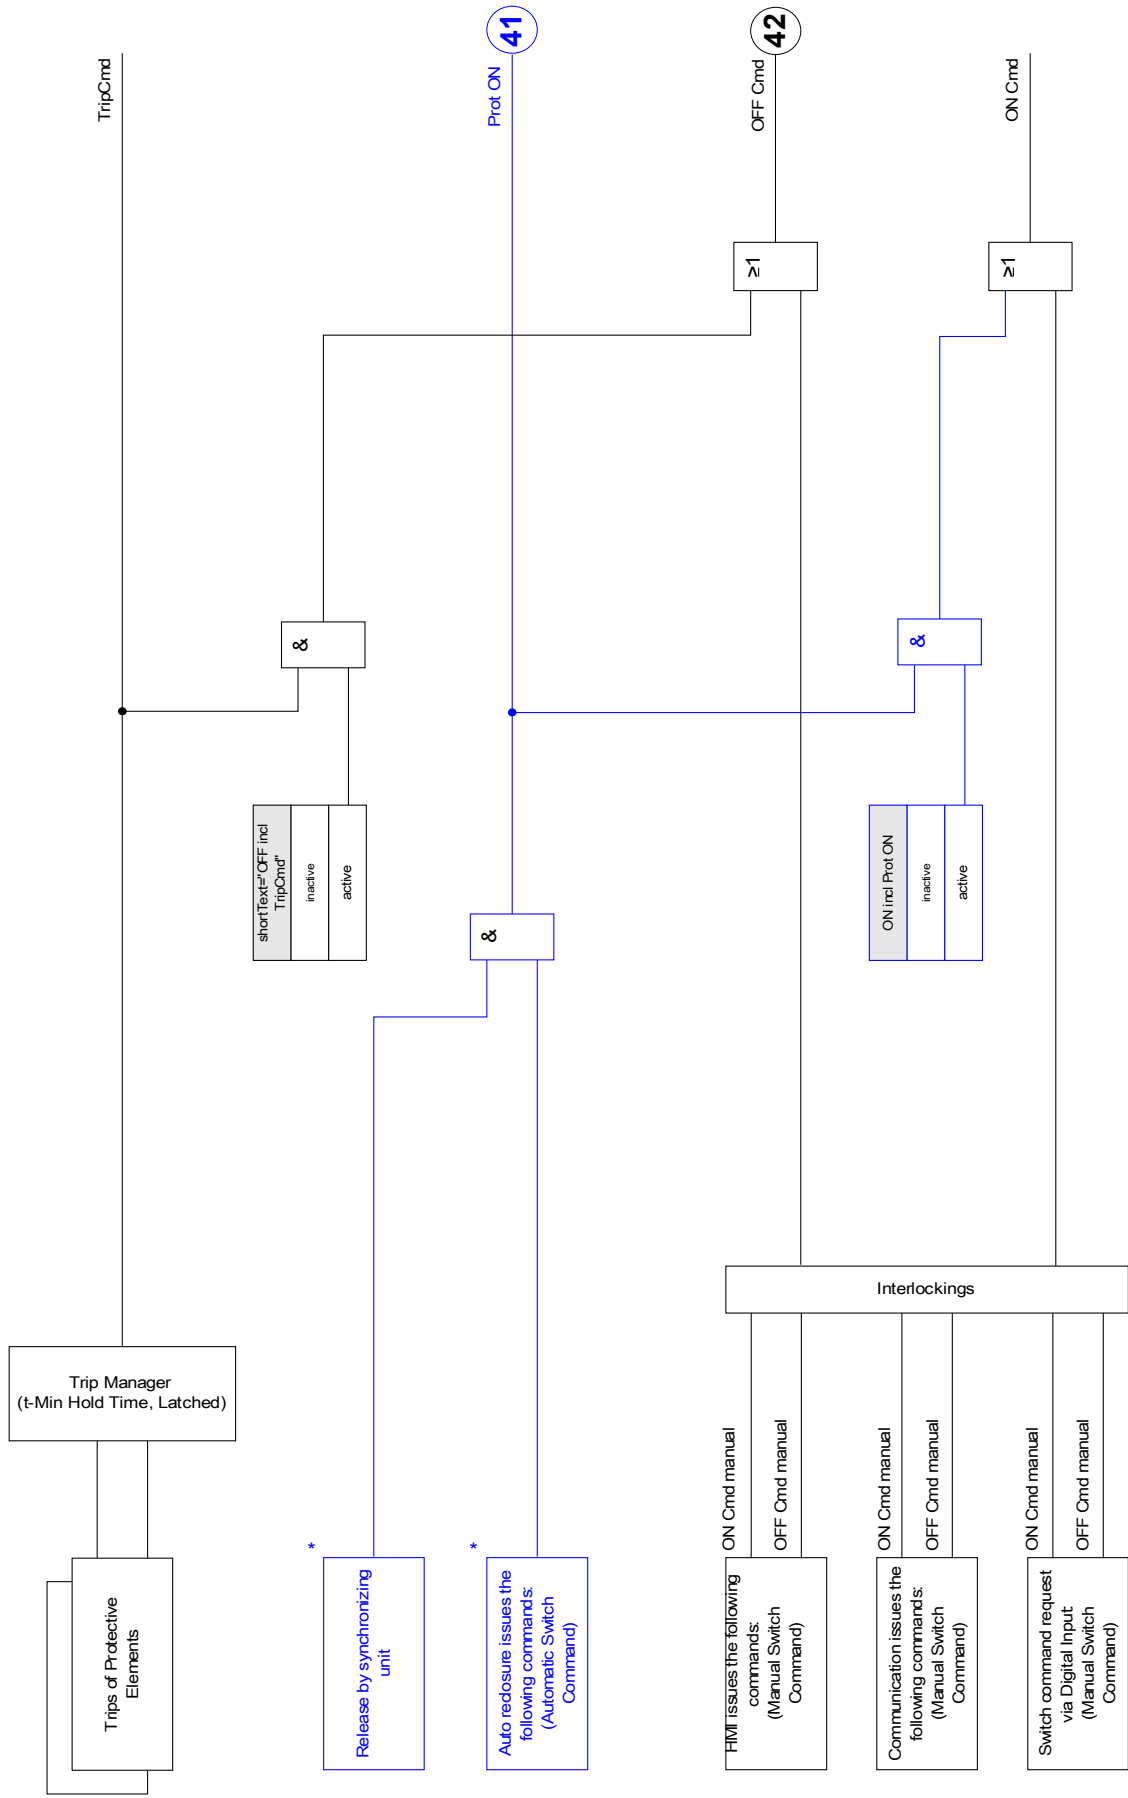 41
42
TripCmd
Prot ON
OFF Cmd
ON Cmd
≥1
≥1
&
&
shortText="OFF incl
TripCmd"
inactive
active
ON incl Prot ON
inactive
active
&
Interlockings
Trip Manager
(t-Min Hold Time, Latched)
ON Cmd manual
OFF Cmd manual
ON Cmd manual
OFF Cmd manual
ON Cmd manual
OFF Cmd manual
*
*
Trips of Protective
Elements
Release by synchronizing
unit
Auto reclosure issues the
following commands:
(Automatic Switch
Command)
HMI issues the following
commands:
(Manual Switch
Command)
Communication issues the
following commands:
(Manual Switch
Command)
Switch command request
via Digital Input:
(Manual Switch
Command)